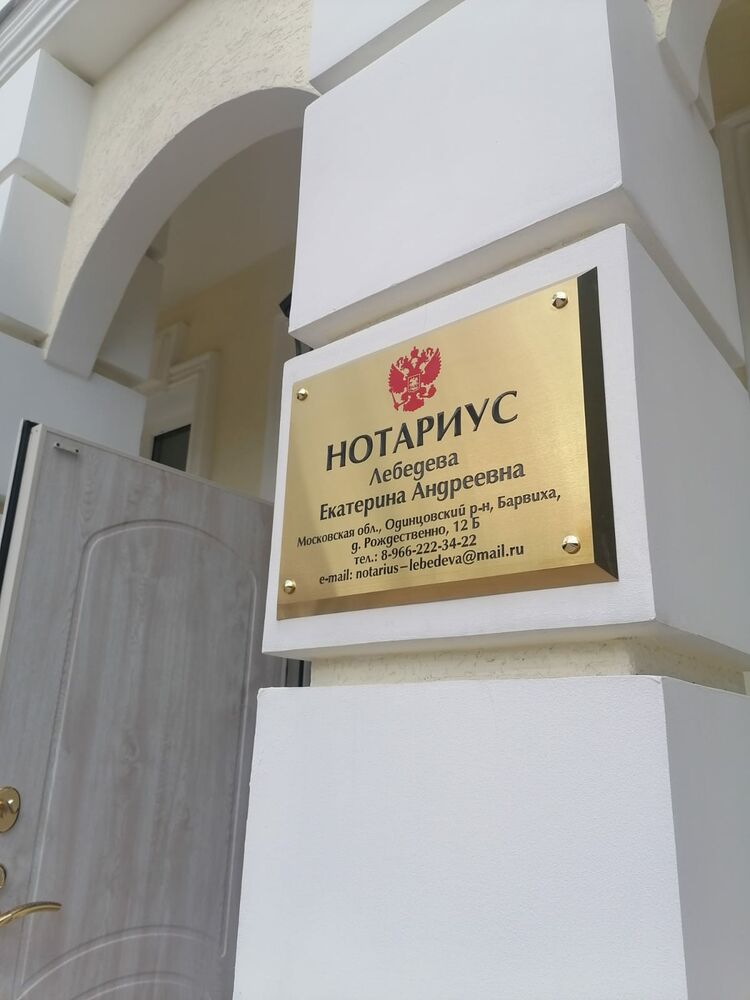 НОТАРИУС
Лебедева
Екатерина Андреевна
Московская обл., Одинцовский р-н, Барвиха,
д. Рождественно, 12 Б
тел.: 8-966-222-34-22
e-mail: notarius-lebedeva@mail.ru